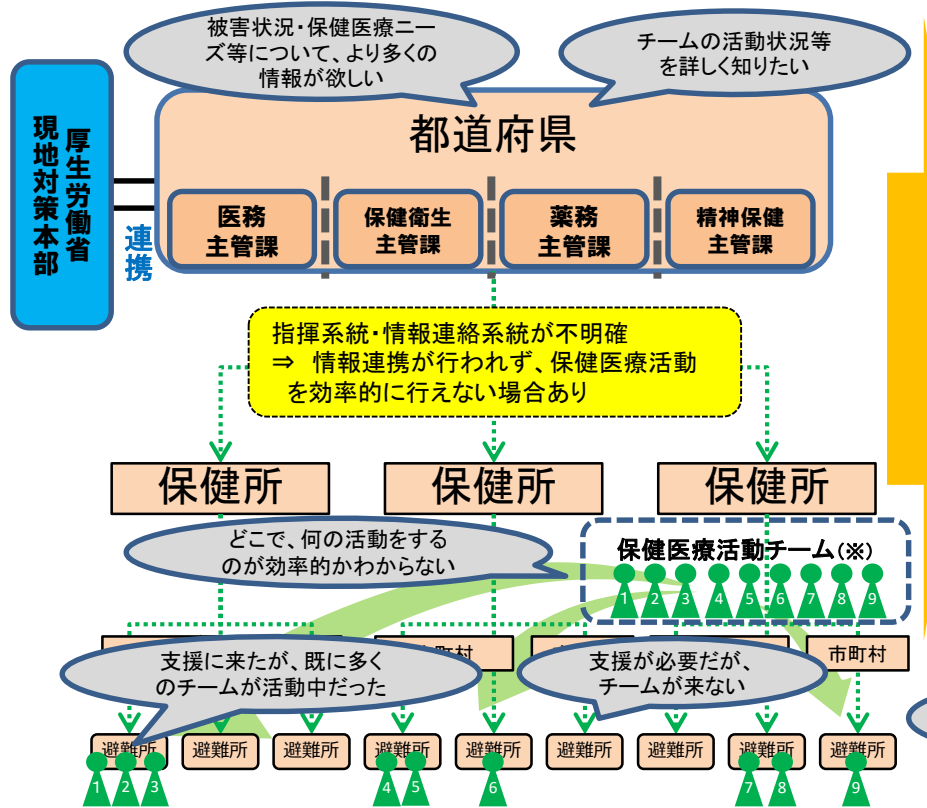 被害状況・保健医療ニー
ズ等について、より多くの
情報が欲しい
チームの活動状況等
を詳しく知りたい
厚生労働省
現地対策本部
連携
都道府県
医務
主管課
保健衛生
主管課
薬務
主管課
精神保健
主管課
指揮系統・情報連絡系統が不明確
⇒ 情報連携が行われず、保健医療活動
を効率的に行えない場合あり
保健所
保健所
保健所
どこで、何の活動をする
のが効率的かわからない
保健医療活動チーム(※)
1 2 3 4 5 6 7 8 9
町村
市町村
支援に来たが、既に多く
のチームが活動中だった
支援が必要だが、
チームが来ない
避難所
避難所
避難所
避難所
避難所
避難所
避難所
避難所
避難所
1 2 3
4 5
6
7 8
9